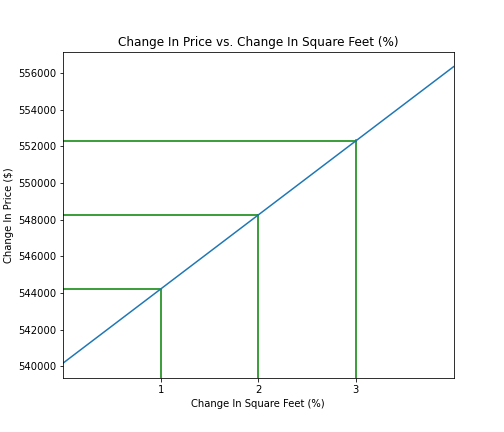 Change In Price vs. Change In Square Feet (%)
556000
554000
552000
550000
548000
546000
544000
542000
540000
Change In Price ($)
1 2 3
Change In Square Feet (%)